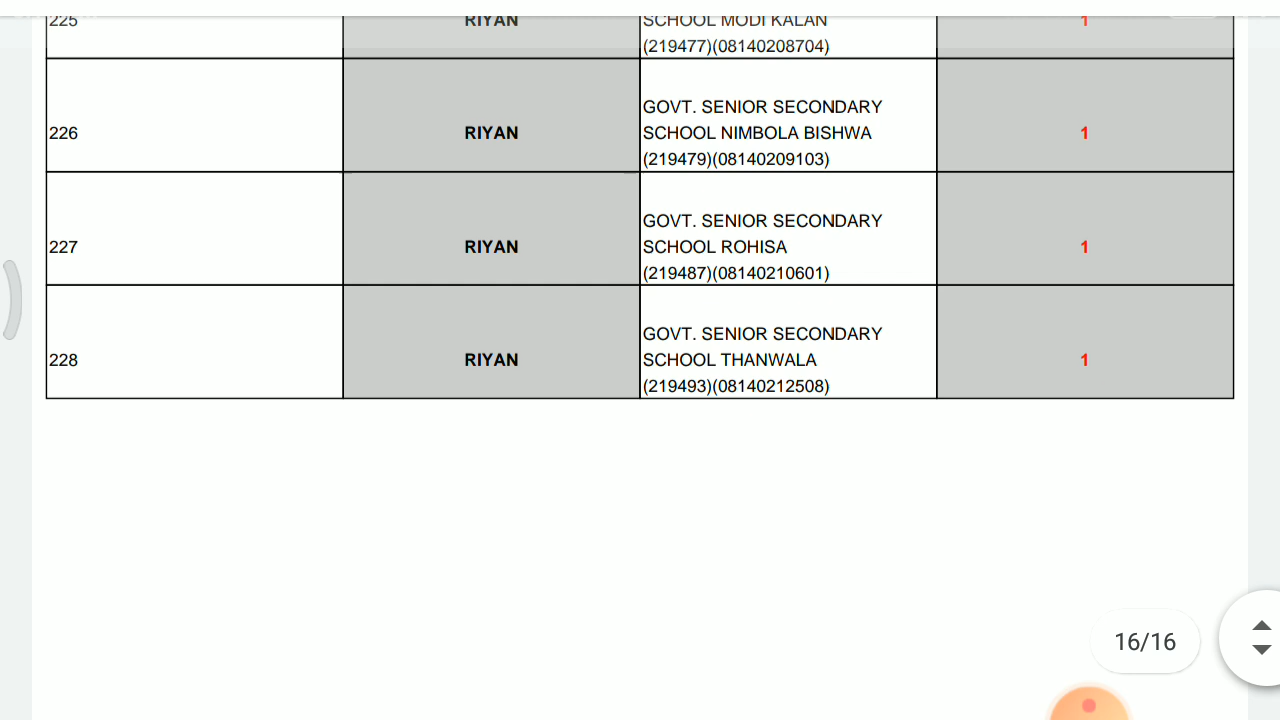 225
RIYAN
SCHOOL MODI KALAN
(219477)(08140208704)
1
226
RIYAN
GOVT. SENIOR SECONDARY
SCHOOL NIMBOLA BISHWA
(219479)(08140209103)
1
227
RIYAN
GOVT. SENIOR SECONDARY
SCHOOL ROHISA
(219487)(08140210601)
1
228
RIYAN
GOVT. SENIOR SECONDARY
SCHOOL THANWALA
(219493)(08140212508)
1
16/16